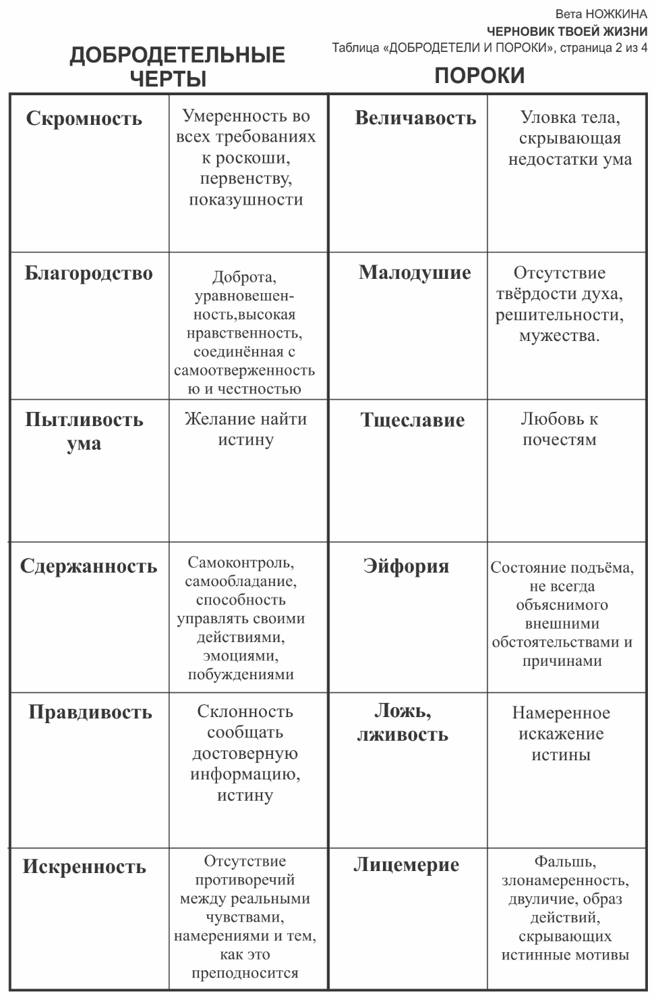 Вета НОЖКИНА
ЧЕРНОВИК ТВОЕЙ ЖИЗНИ
Таблица «ДОБРОДЕТЕЛИ И ПОРОКИ», страница 2 из 4
ДОБРОДЕТЕЛЬНЫЕ
ЧЕРТЫ
ПОРОКИ
Скромность
Умеренность во
всех требованиях
к роскоши,
первенству,
показушности
Величавость
Уловка тела,
скрывающая
недостатки ума
Благородство
Доброта,
уравновешен-
ность,высокая
нравственность,
соединённая с
самоотверженность
ю и честностью
Малодушие
Отсутствие
твёрдости духа,
решительности,
мужества.
Пытливость
ума
Желание найти
истину
Тщеславие
Любовь к
почестям
Сдержанность
Самоконтроль,
самообладание,
способность
управлять своими
действиями,
эмоциями,
побуждениями
Эйфория
Состояние подъёма,
не всегда
объяснимого
внешними
обстоятельствами и
причинами
Правдивость
Склонность
сообщать
достоверную
информацию,
истину
Ложь,
лживость
Намеренное
искажение
истины
Искренность
Отсутствие
противоречий
между реальными
чувствами,
намерениями и тем,
как это
преподносится
Лицемерие
Фальшь,
злонамеренность,
двуличие, образ
действий,
скрывающих
истинные мотивы